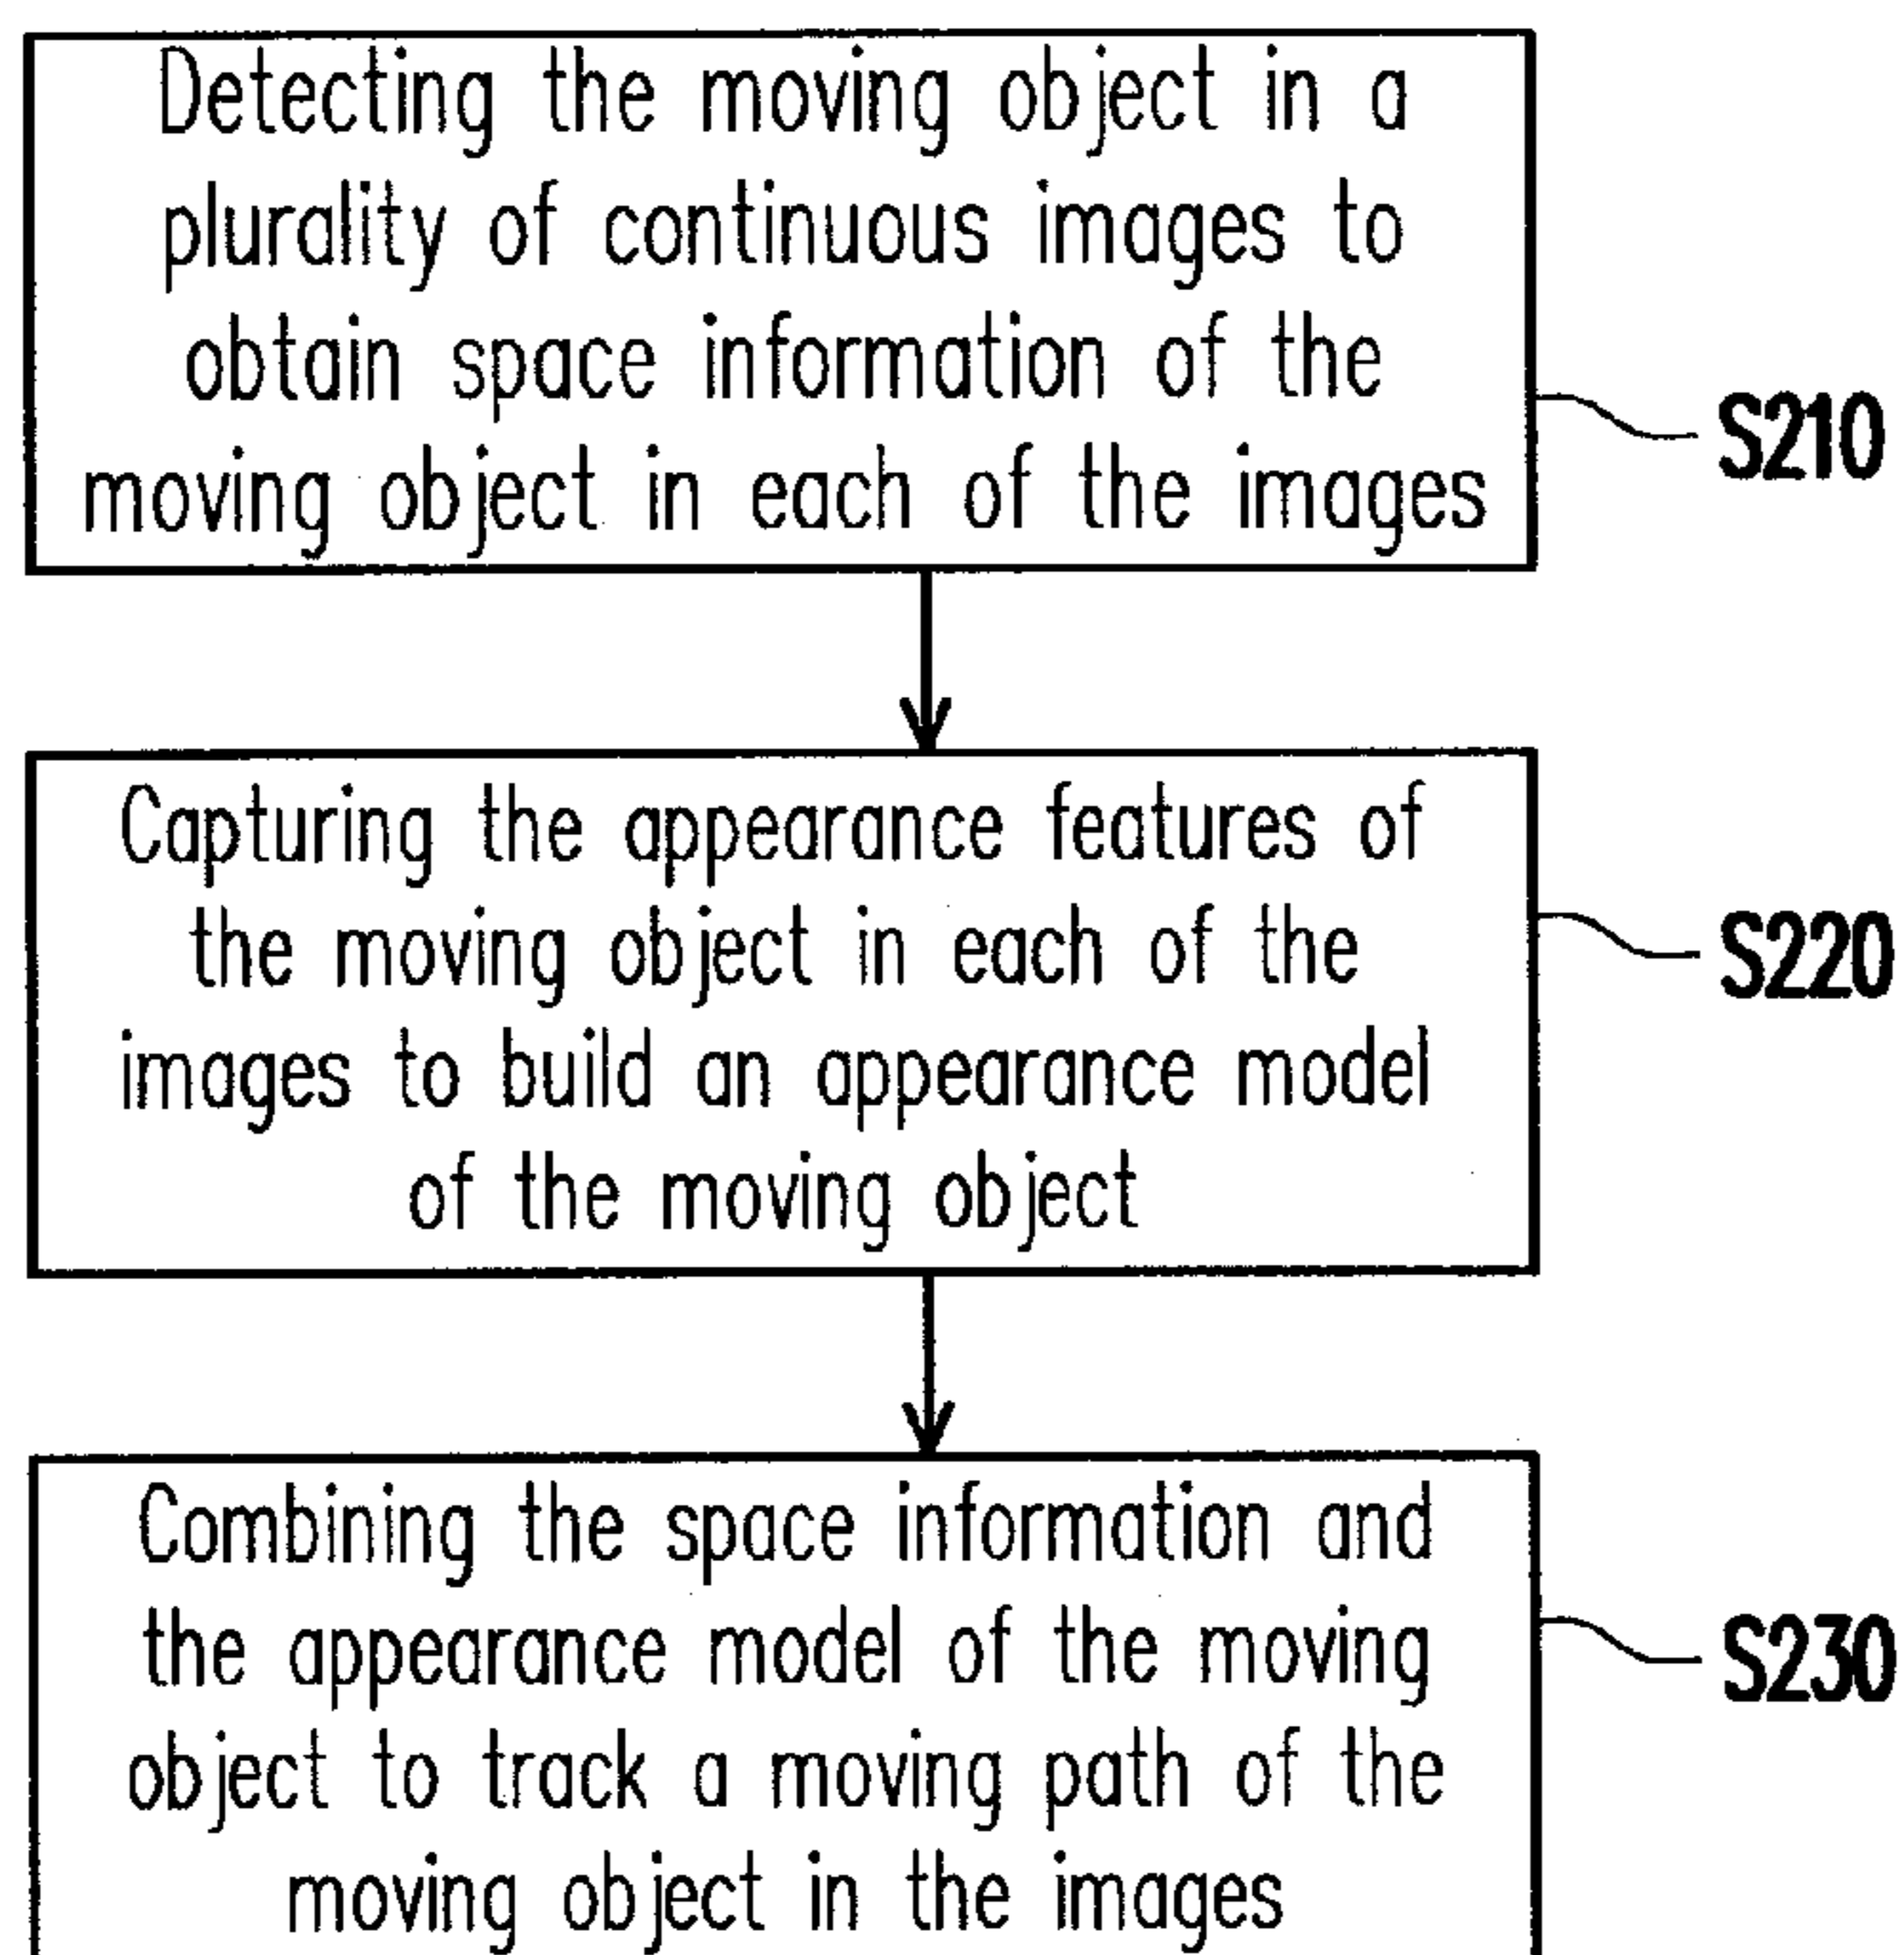 Detecting the moving object in a
plurality of continuous images to
obtain space information of the
moving object in each of the images
S210
Capturing the appearance features of
the moving object in each of the
images to build an appearance model
of the moving object
S220
Combining the space information and
the appearance model of the moving
object to track a moving path of the
moving object in the images
S230